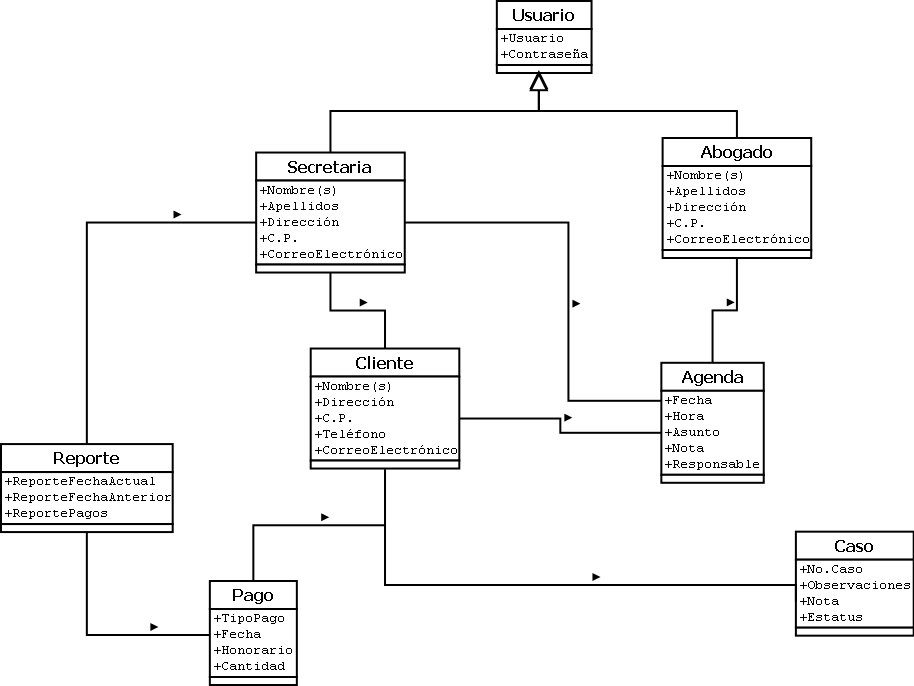 Usuario
+Usuario
+Contraseña
Secretaria
+Nombre(s)
+Apellidos
+Dirección
+C.P.
+CorreoElectrónico
Abogado
+Nombre(s)
+Apellidos
+Dirección
+C.P.
+CorreoElectrónico
Cliente
+Nombre(s)
+Dirección
+C.P.
+Teléfono
+CorreoElectrónico
Agenda
+Fecha
+Hora
+Asunto
+Nota
+Responsable
Reporte
+ReporteFechaActual
+ReporteFechaAnterior
+ReportePagos
Pago
+TipoPago
+Fecha
+Honorario
+Cantidad
Caso
+No.Caso
+Observaciones
+Nota
+Estatus